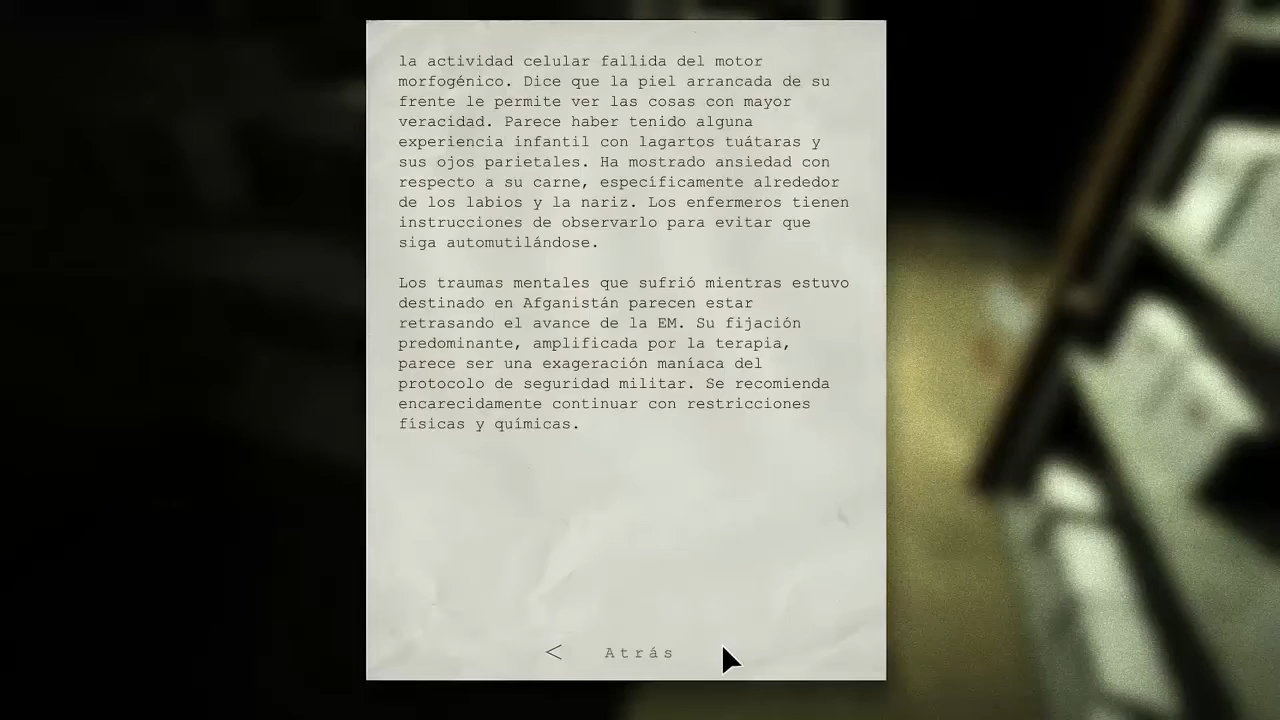 la actividad celular fallida del motor
morfogénico. Dice que la piel arrancada de su
frente le permite ver las cosas con mayor
veracidad. Parece haber tenido alguna
experiencia infantil con lagartos tuátaras y
sus ojos parietales. Ha mostrado ansiedad con
respecto a su carne, específicamente alrededor
de los labios y la nariz. Los enfermeros tienen
instrucciones de observarlo para evitar que
siga automutilándose.
Los traumas mentales que sufrió mientras estuvo
destinado en Afganistán parecen estar
retrasando el avance de la EM. Su fijación
predominante, amplificada por la terapia,
parece ser una exageración maníaca del
protocolo de seguridad militar. Se recomienda
encarecidamente continuar con restricciones
físicas y químicas.
< Atrás